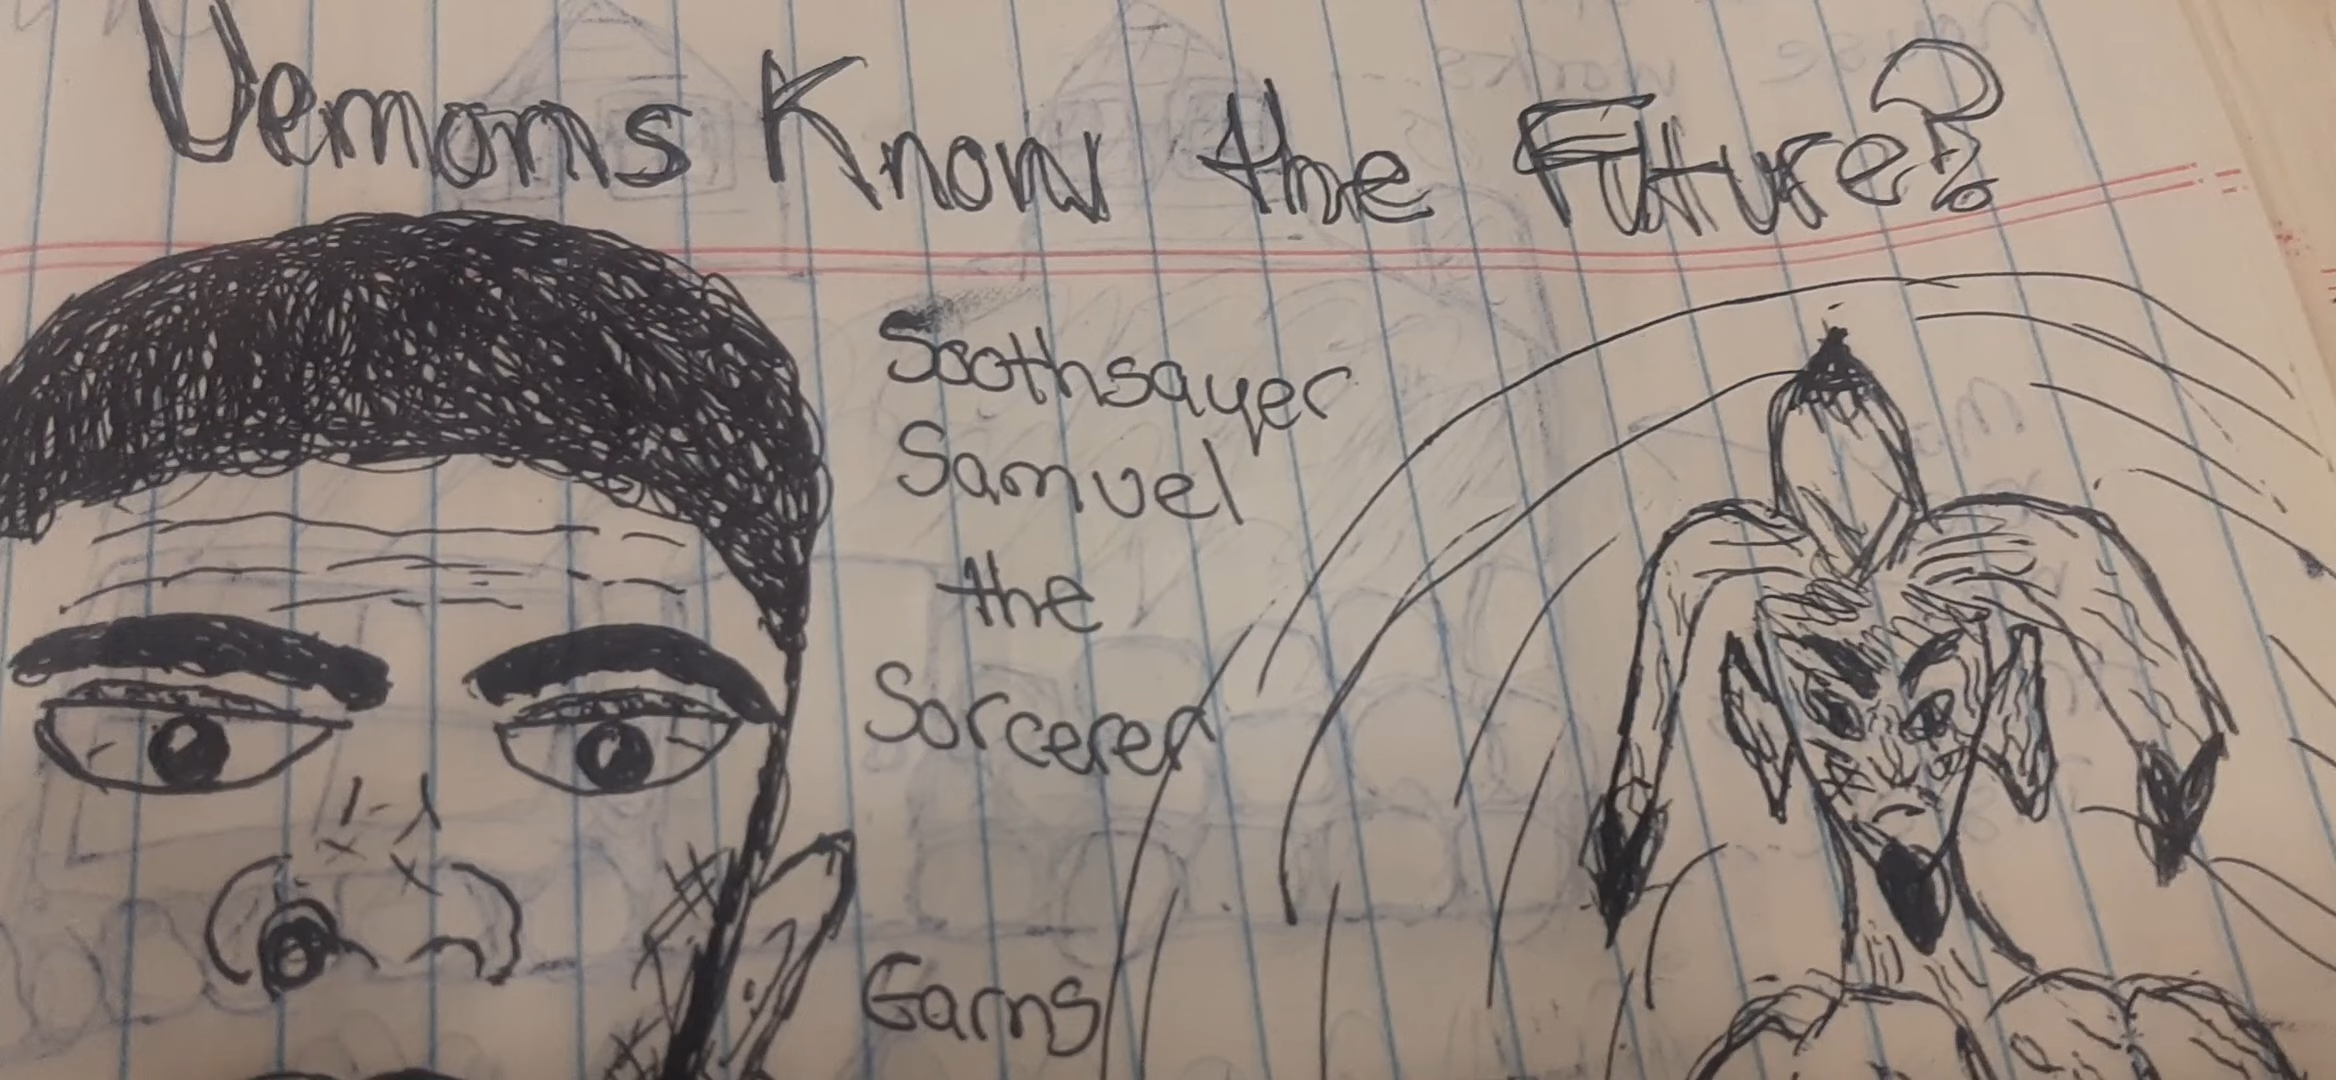 Demons Know the Future?
Soothsayer
Samuel
the
Sorcerer
Garns